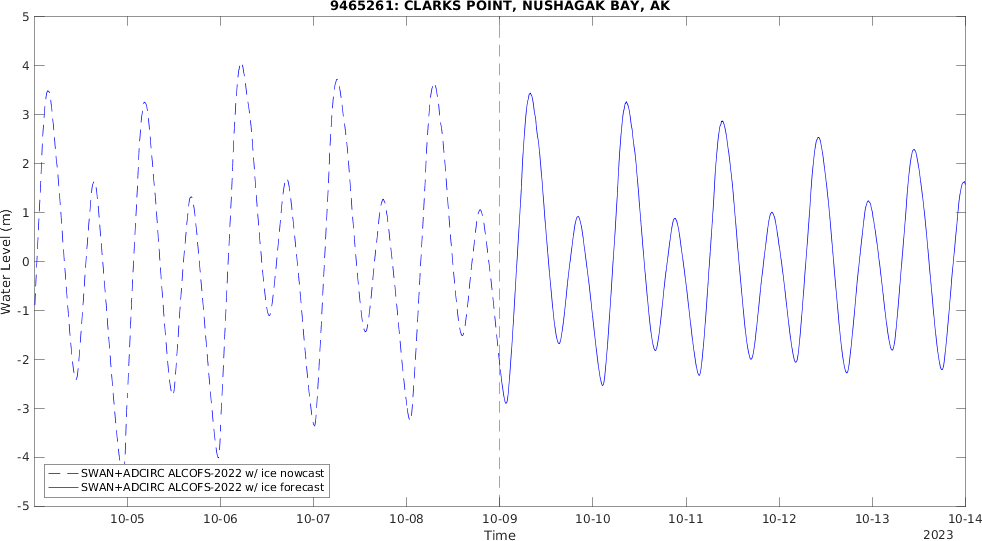 9465261: CLARKS POINT, NUSHAGAK BAY, AK
5
4
3
2
1
0
-1
-2
-3
-4
-5
Water Level (m)
SWAN+ADCIRC ALCOFS-2022 w/ ice nowcast
SWAN+ADCIRC ALCOFS-2022 w/ ice forecast
10-05 10-06 10-07 10-08 10-09 10-10 10-11 10-12 10-13 10-14
Time
2023